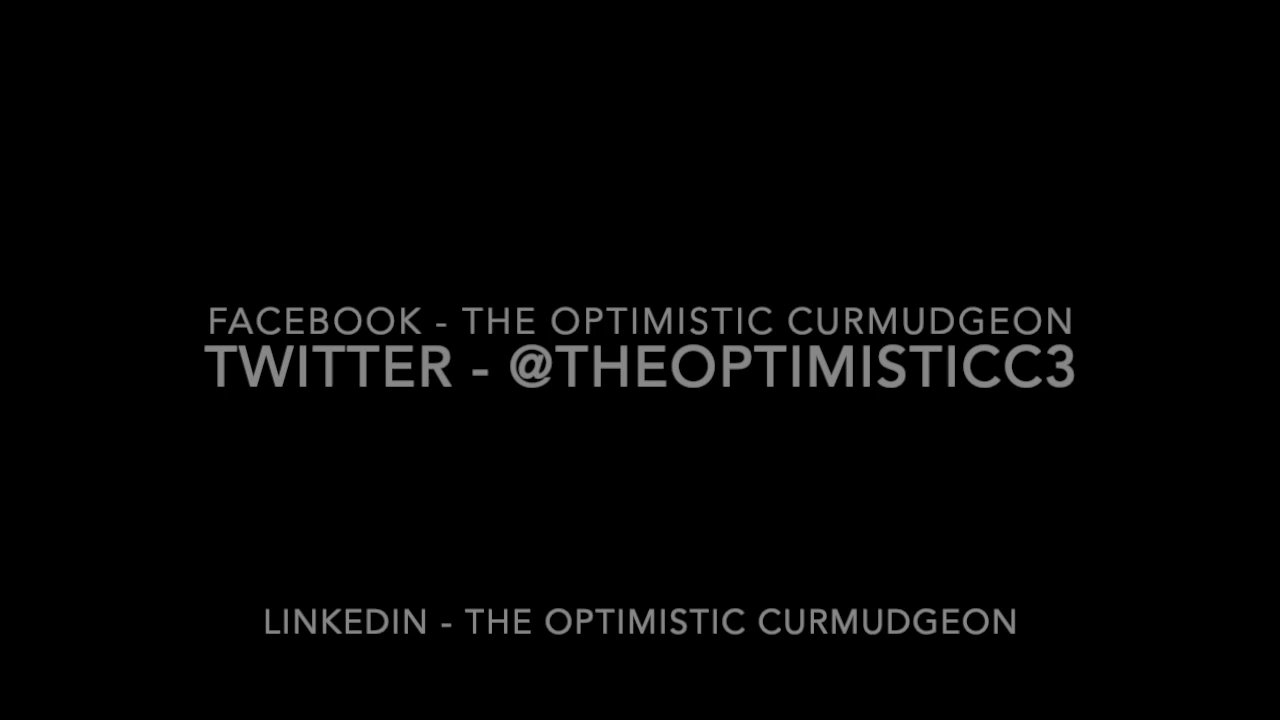 FACEBOOK - THE OPTIMISTIC CURMUDGEON
TWITTER - @THEOPTIMISTICC3
LINKEDIN - THE OPTIMISTIC CURMUDGEON